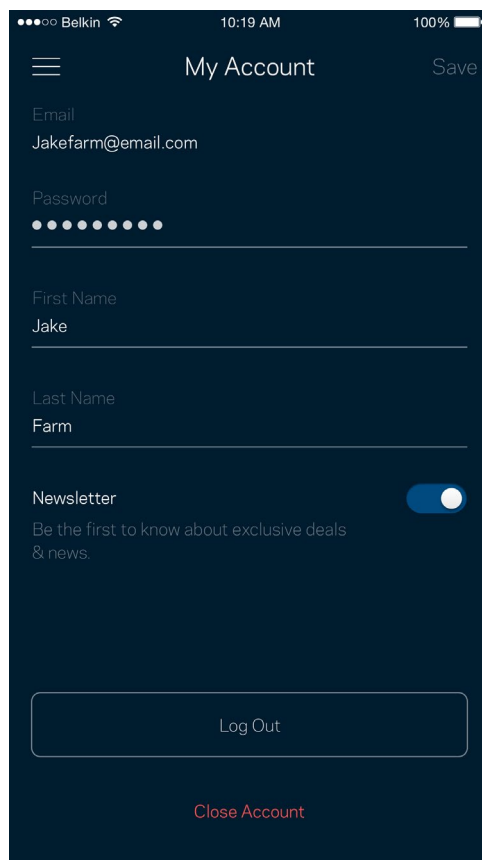 Belkin 10:19 AM 100%
My Account Save
Email
Jakefarm@email.com
Password
First Name
Jake
Last Name
Farm
Newsletter
Be the first to know about exclusive deals
& news.
Log Out
Close Account